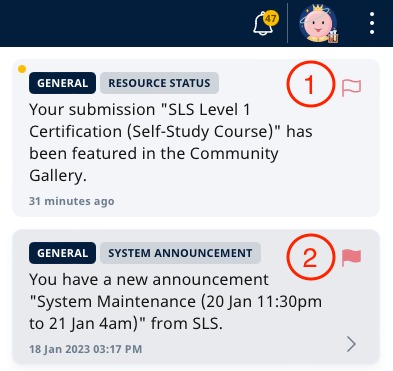 47
GENERAL RESOURCE STATUS
1
Your submission "SLS Level 1
Certification (Self-Study Course)" has
been featured in the Community
Gallery.
31 minutes ago
GENERAL SYSTEM ANNOUNCEMENT
2
You have a new announcement
"System Maintenance (20 Jan 11:30pm
to 21 Jan 4am)" from SLS.
18 Jan 2023 03:17 PM